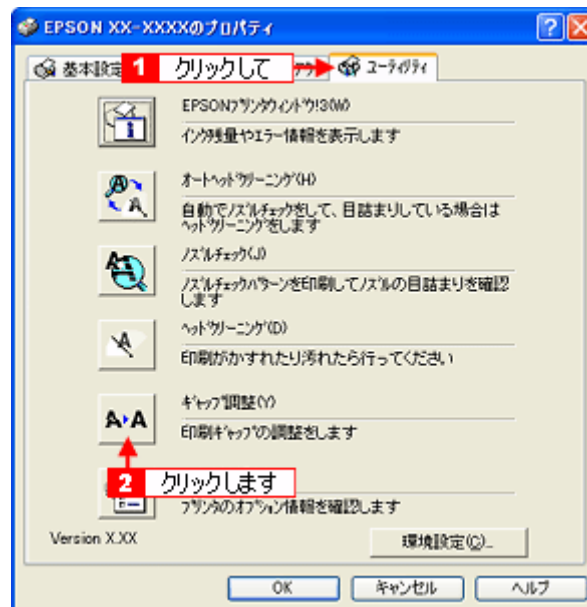 EPSON XX-XXXXのプロパティ
基本設定
1 クリックして
ユーティリティ
EPSONプリンタウィンドウ!3(W)
インク残量やエラー情報を表示します
オートヘッドクリーニング(H)
自動でノズルチェックをして、目詰まりしている場合は
ヘッドクリーニングをします
ノズルチェック(J)
ノズルチェックパターンを印刷してノズルの目詰まりを確認
します
ヘッドクリーニング(D)
印刷がかすれたり汚れたら行ってください
ギャップ調整(Y)
A▶A
印刷ギャップの調整をします
2 クリックします
プリンタのオプション情報を確認します
Version X.XX
環境設定(C)...
OK
キャンセル
ヘルプ